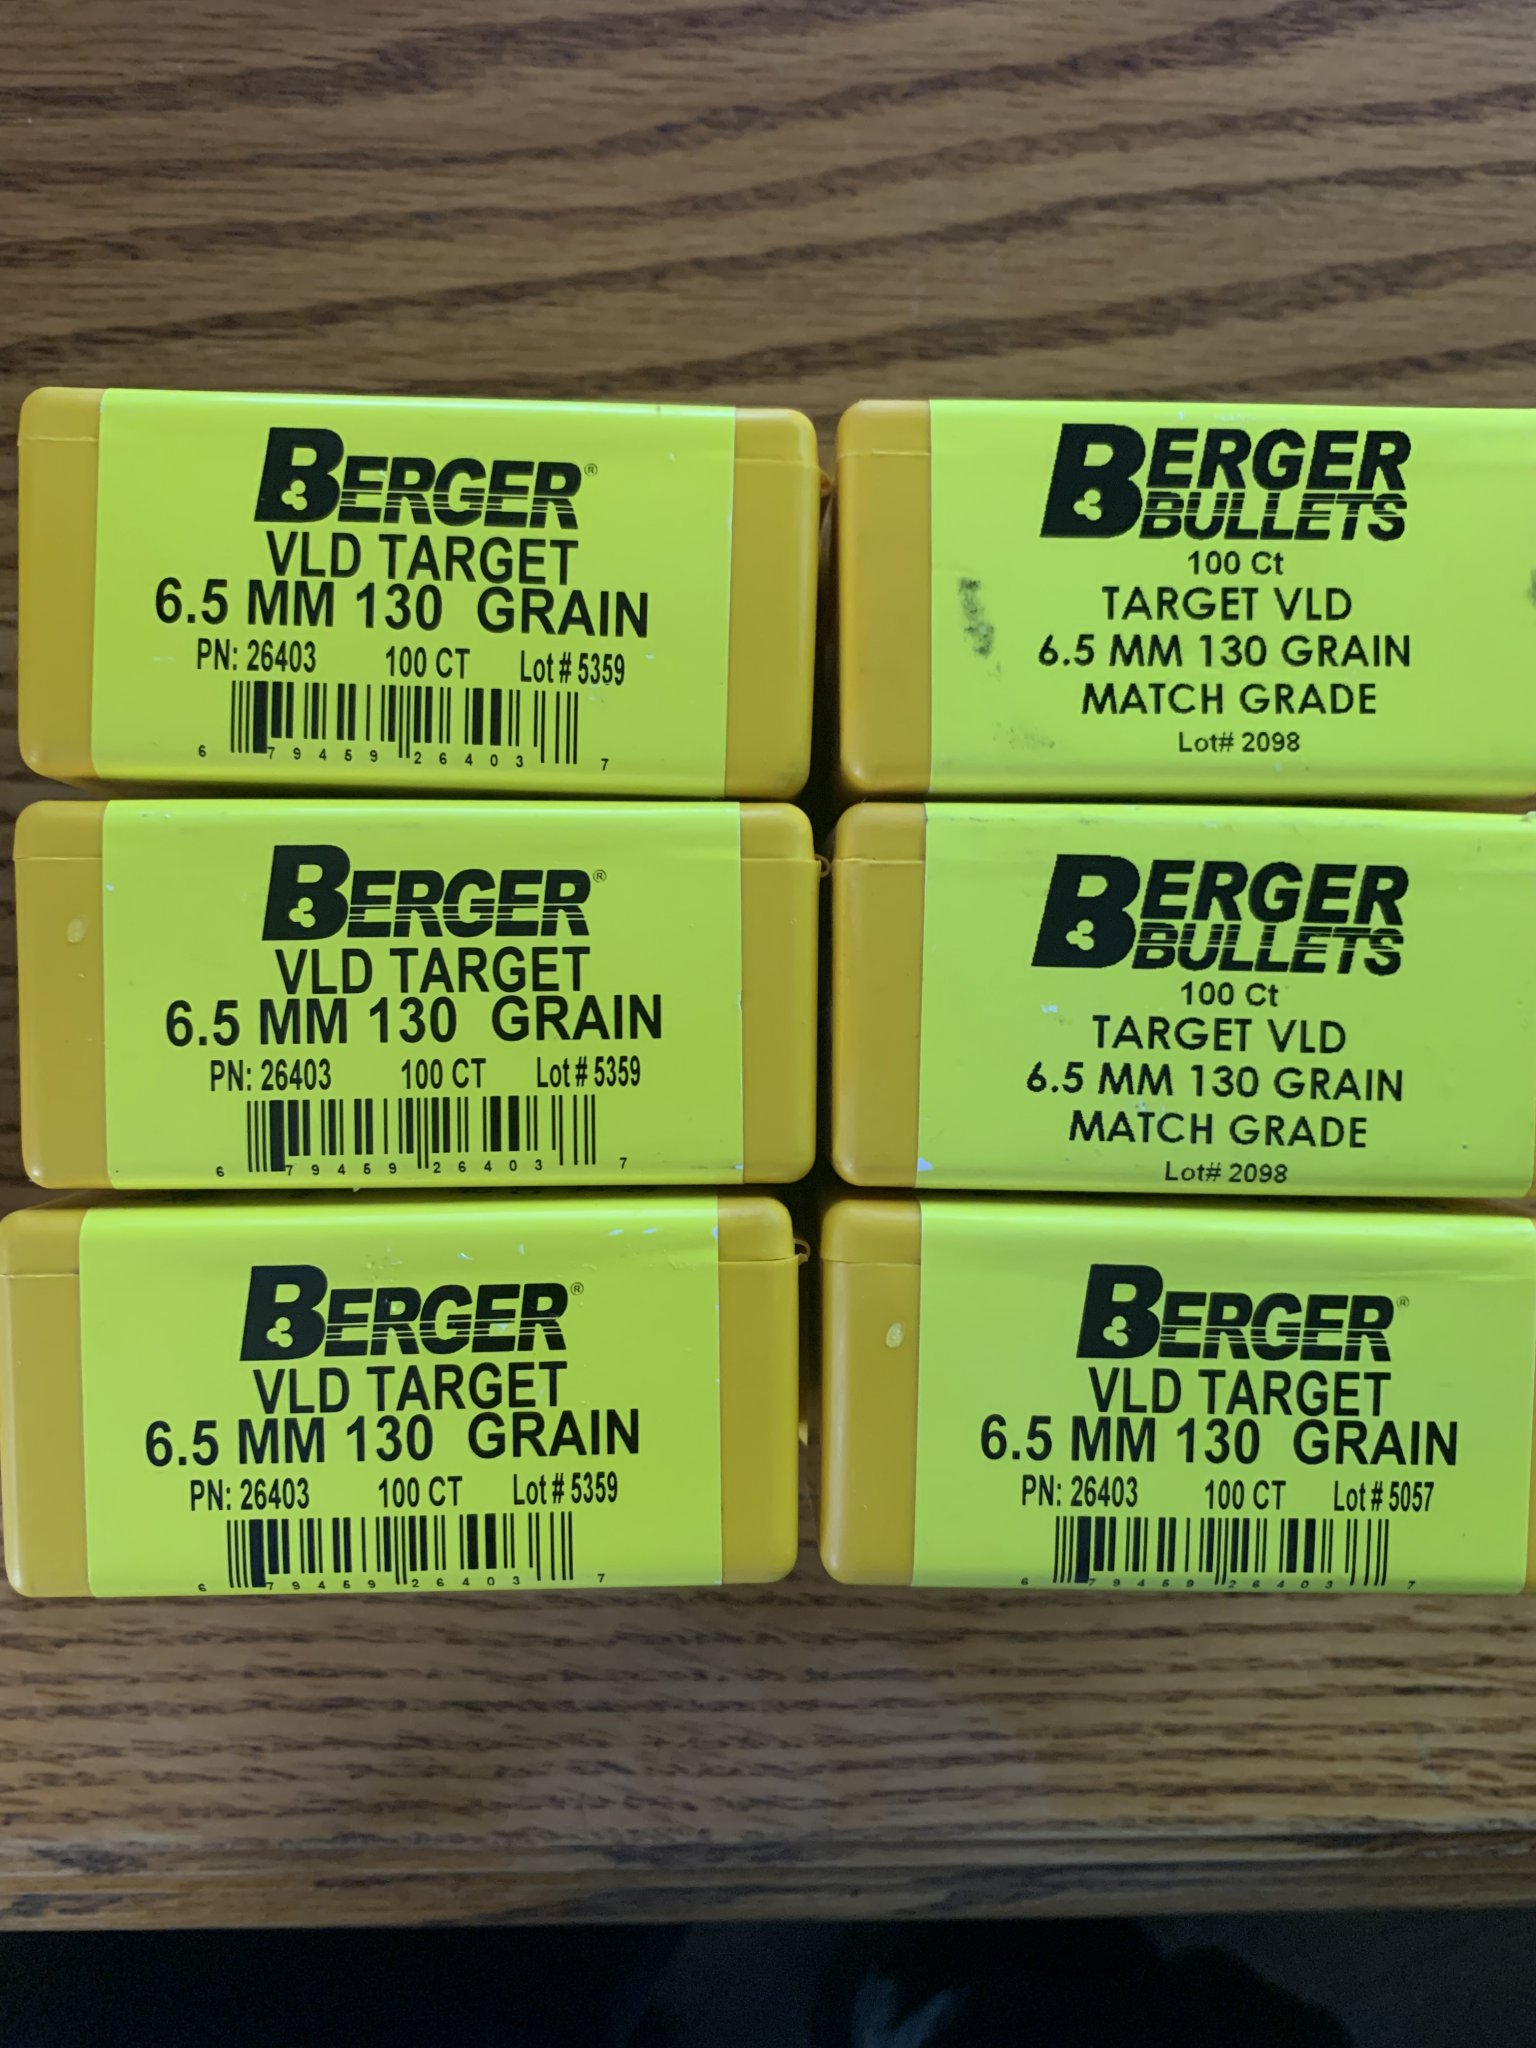 BERGER®
VLD TARGET
6.5 MM 130 GRAIN
PN: 26403 100 CT Lot # 5359
6 79459 26403 7
BERGER
BULLETS
100 Ct
TARGET VLD
6.5 MM 130 GRAIN
MATCH GRADE
Lot# 2098
BERGER®
VLD TARGET
6.5 MM 130 GRAIN
PN: 26403 100 CT Lot # 5359
6 79459 26403 7
BERGER
BULLETS
100 Ct
TARGET VLD
6.5 MM 130 GRAIN
MATCH GRADE
Lot# 2098
BERGER®
VLD TARGET
6.5 MM 130 GRAIN
PN: 26403 100 CT Lot # 5359
6 79459 26403 7
BERGER®
VLD TARGET
6.5 MM 130 GRAIN
PN: 26403 100 CT Lot # 5057
6 79459 26403 7